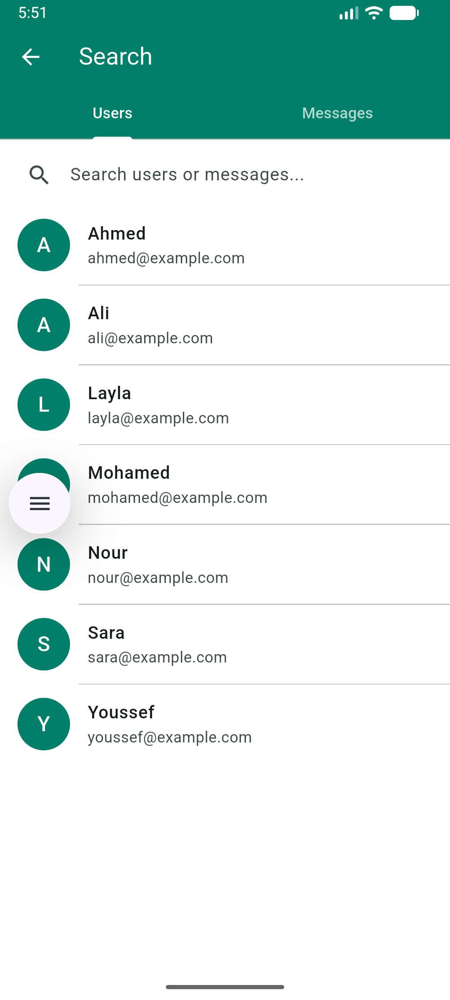 5:51
Search
Users
Messages
Search users or messages...
A
Ahmed
ahmed@example.com
A
Ali
ali@example.com
L
Layla
layla@example.com
Mohamed
mohamed@example.com
N
Nour
nour@example.com
S
Sara
sara@example.com
Y
Youssef
youssef@example.com